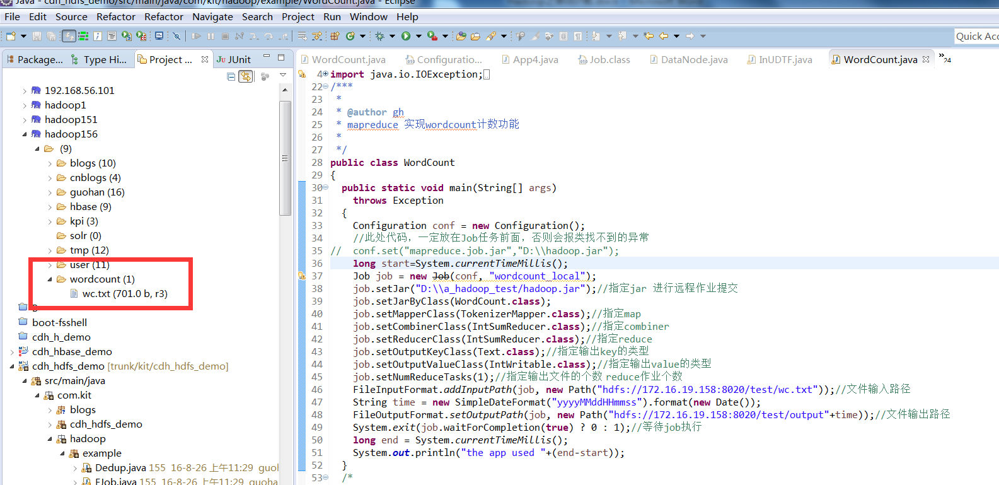 Java - cdh_hdfs_demo/src/main/java/com/kit/hadoop/example/WordCount.java - Eclipse
File Edit Source Refactor Refactor Navigate Search Project Run Window Help
Quick Acc
Package... Type Hi... Project ... JUnit
WordCount.java Configuratio... App4.java Job.class DataNode.java InUDTF.java WordCount.java »24
192.168.56.101
hadoop1
hadoop151
hadoop156
(9)
blogs (10)
cnblogs (4)
guohan (16)
hbase (9)
kpi (3)
solr (0)
tmp (12)
user (11)
wordcount (1)
wc.txt (701.0 b, r3)
boot-fsshell
cdh_h_demo
cdh_hbase_demo
cdh_hdfs_demo [trunk/kit/cdh_hdfs_demo]
src/main/java
com.kit
blogs
cdh_hdfs_demo
hadoop
example
Dedup.java 155 16-8-26 上午11:29 guol
EJob.java 155 16-8-26 上午11:29 guoha
4 import java.io.IOException;
22 /***
23 *
24 * @author gh
25 * mapreduce 实现wordcount计数功能
26 *
27 */
28 public class WordCount
29 {
30 public static void main(String[] args)
31 throws Exception
32 {
33 Configuration conf = new Configuration();
34 //此处代码，一定放在Job任务前面，否则会报类找不到的异常
35 // conf.set("mapreduce.job.jar","D:\\hadoop.jar");
36 long start=System.currentTimeMillis();
37 Job job = new Job(conf, "wordcount_local");
38 job.setJar("D:\\a_hadoop_test/hadoop.jar");//指定jar 进行远程作业提交
39 job.setJarByClass(WordCount.class);
40 job.setMapperClass(TokenizerMapper.class);//指定map
41 job.setCombinerClass(IntSumReducer.class);//指定combiner
42 job.setReducerClass(IntSumReducer.class);//指定reduce
43 job.setOutputKeyClass(Text.class);//指定输出key的类型
44 job.setOutputValueClass(IntWritable.class);//指定输出value的类型
45 job.setNumReduceTasks(1);//指定输出文件的个数 reduce作业个数
46 FileInputFormat.addInputPath(job, new Path("hdfs://172.16.19.158:8020/test/wc.txt"));//文件输入路径
47 String time = new SimpleDateFormat("yyyyMMddHHmmss").format(new Date());
48 FileOutputFormat.setOutputPath(job, new Path("hdfs://172.16.19.158:8020/test/output"+time));//文件输出路径
49 System.exit(job.waitForCompletion(true) ? 0 : 1);//等待job执行
50 long end = System.currentTimeMillis();
51 System.out.println("the app used "+(end-start));
52 }
53 /*